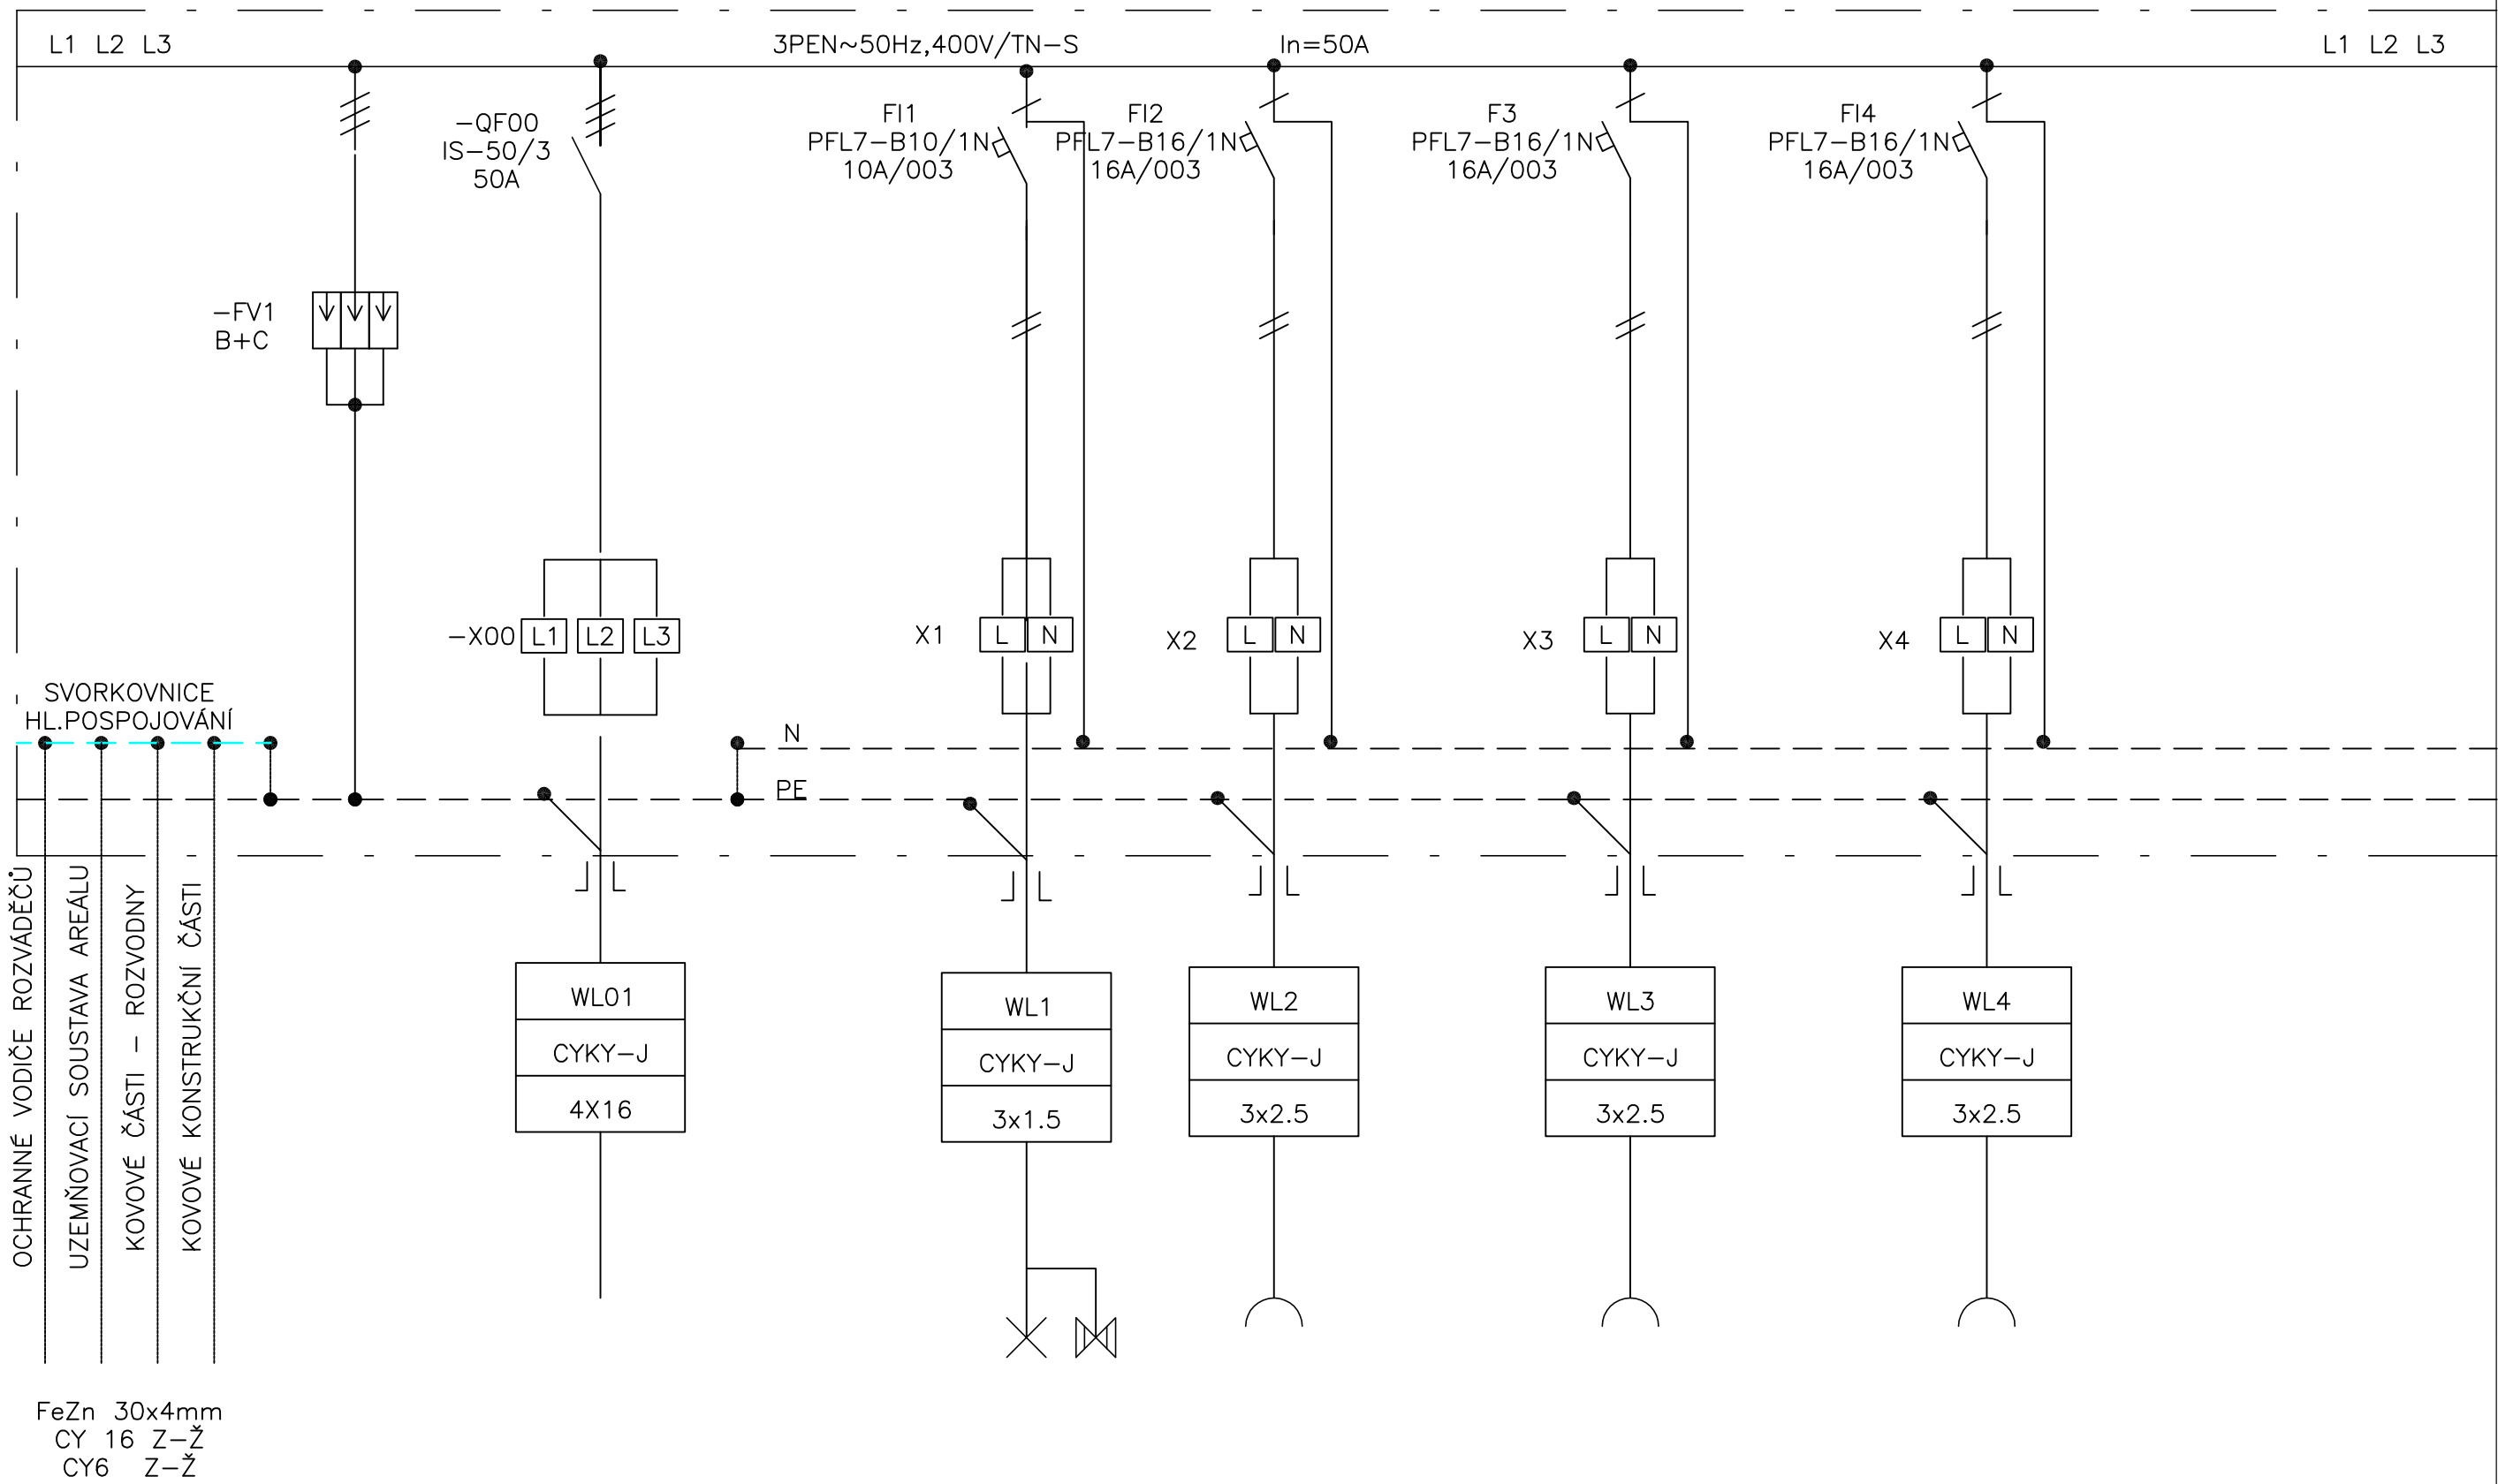 L1 L2 L3
3PEN~50Hz,400V/TN-S
In=50A
L1 L2 L3
-QF00
IS-50/3
50A
FI1
PFL7-B10/1N
10A/003
FI2
PFL7-B16/1N
16A/003
F3
PFL7-B16/1N
16A/003
FI4
PFL7-B16/1N
16A/003
-FV1
B+C
-X00 L1 L2 L3
X1 L N
X2 L N
X3 L N
X4 L N
SVORKOVNICE
HL.POSPOJOVÁNÍ
N
PE
OCHRANNÉ VODIČE ROZVÁDĚČŮ
UZEMŇOVACÍ SOUSTAVA AREÁLU
KOVOVÉ ČÁSTI - ROZVODNY
KOVOVÉ KONSTRUKČNÍ ČÁSTI
WL01
CYKY-J
4X16
WL1
CYKY-J
3x1.5
WL2
CYKY-J
3x2.5
WL3
CYKY-J
3x2.5
WL4
CYKY-J
3x2.5
FeZn 30x4mm
CY 16 Z-Ž
CY6 Z-Ž